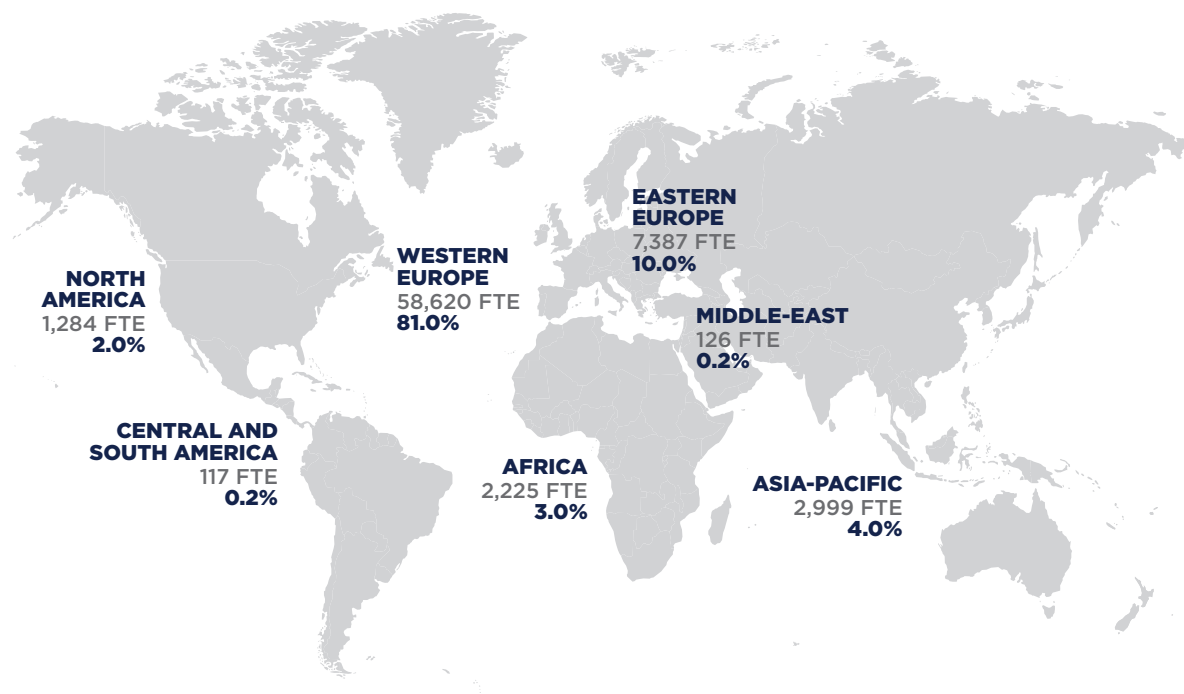 NORTH
AMERICA
1,284 FTE
2.0%
WESTERN
EUROPE
58,620 FTE
81.0%
EASTERN
EUROPE
7,387 FTE
10.0%
MIDDLE-EAST
126 FTE
0.2%
CENTRAL AND
SOUTH AMERICA
117 FTE
0.2%
AFRICA
2,225 FTE
3.0%
ASIA-PACIFIC
2,999 FTE
4.0%